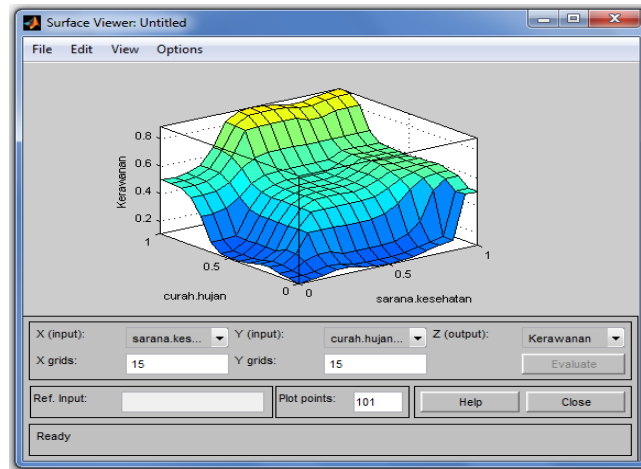 Surface Viewer: Untitled
File Edit View Options
0.8
0.6
0.4
0.2
Kerawanan
1
0.5
0
curah.hujan
0
0.5
1
sarana.kesehatan
X (input): sarana.kes... Y (input): curah.hujan... Z (output): Kerawanan
X grids: 15 Y grids: 15 Evaluate
Ref. Input: Plot points: 101 Help Close
Ready